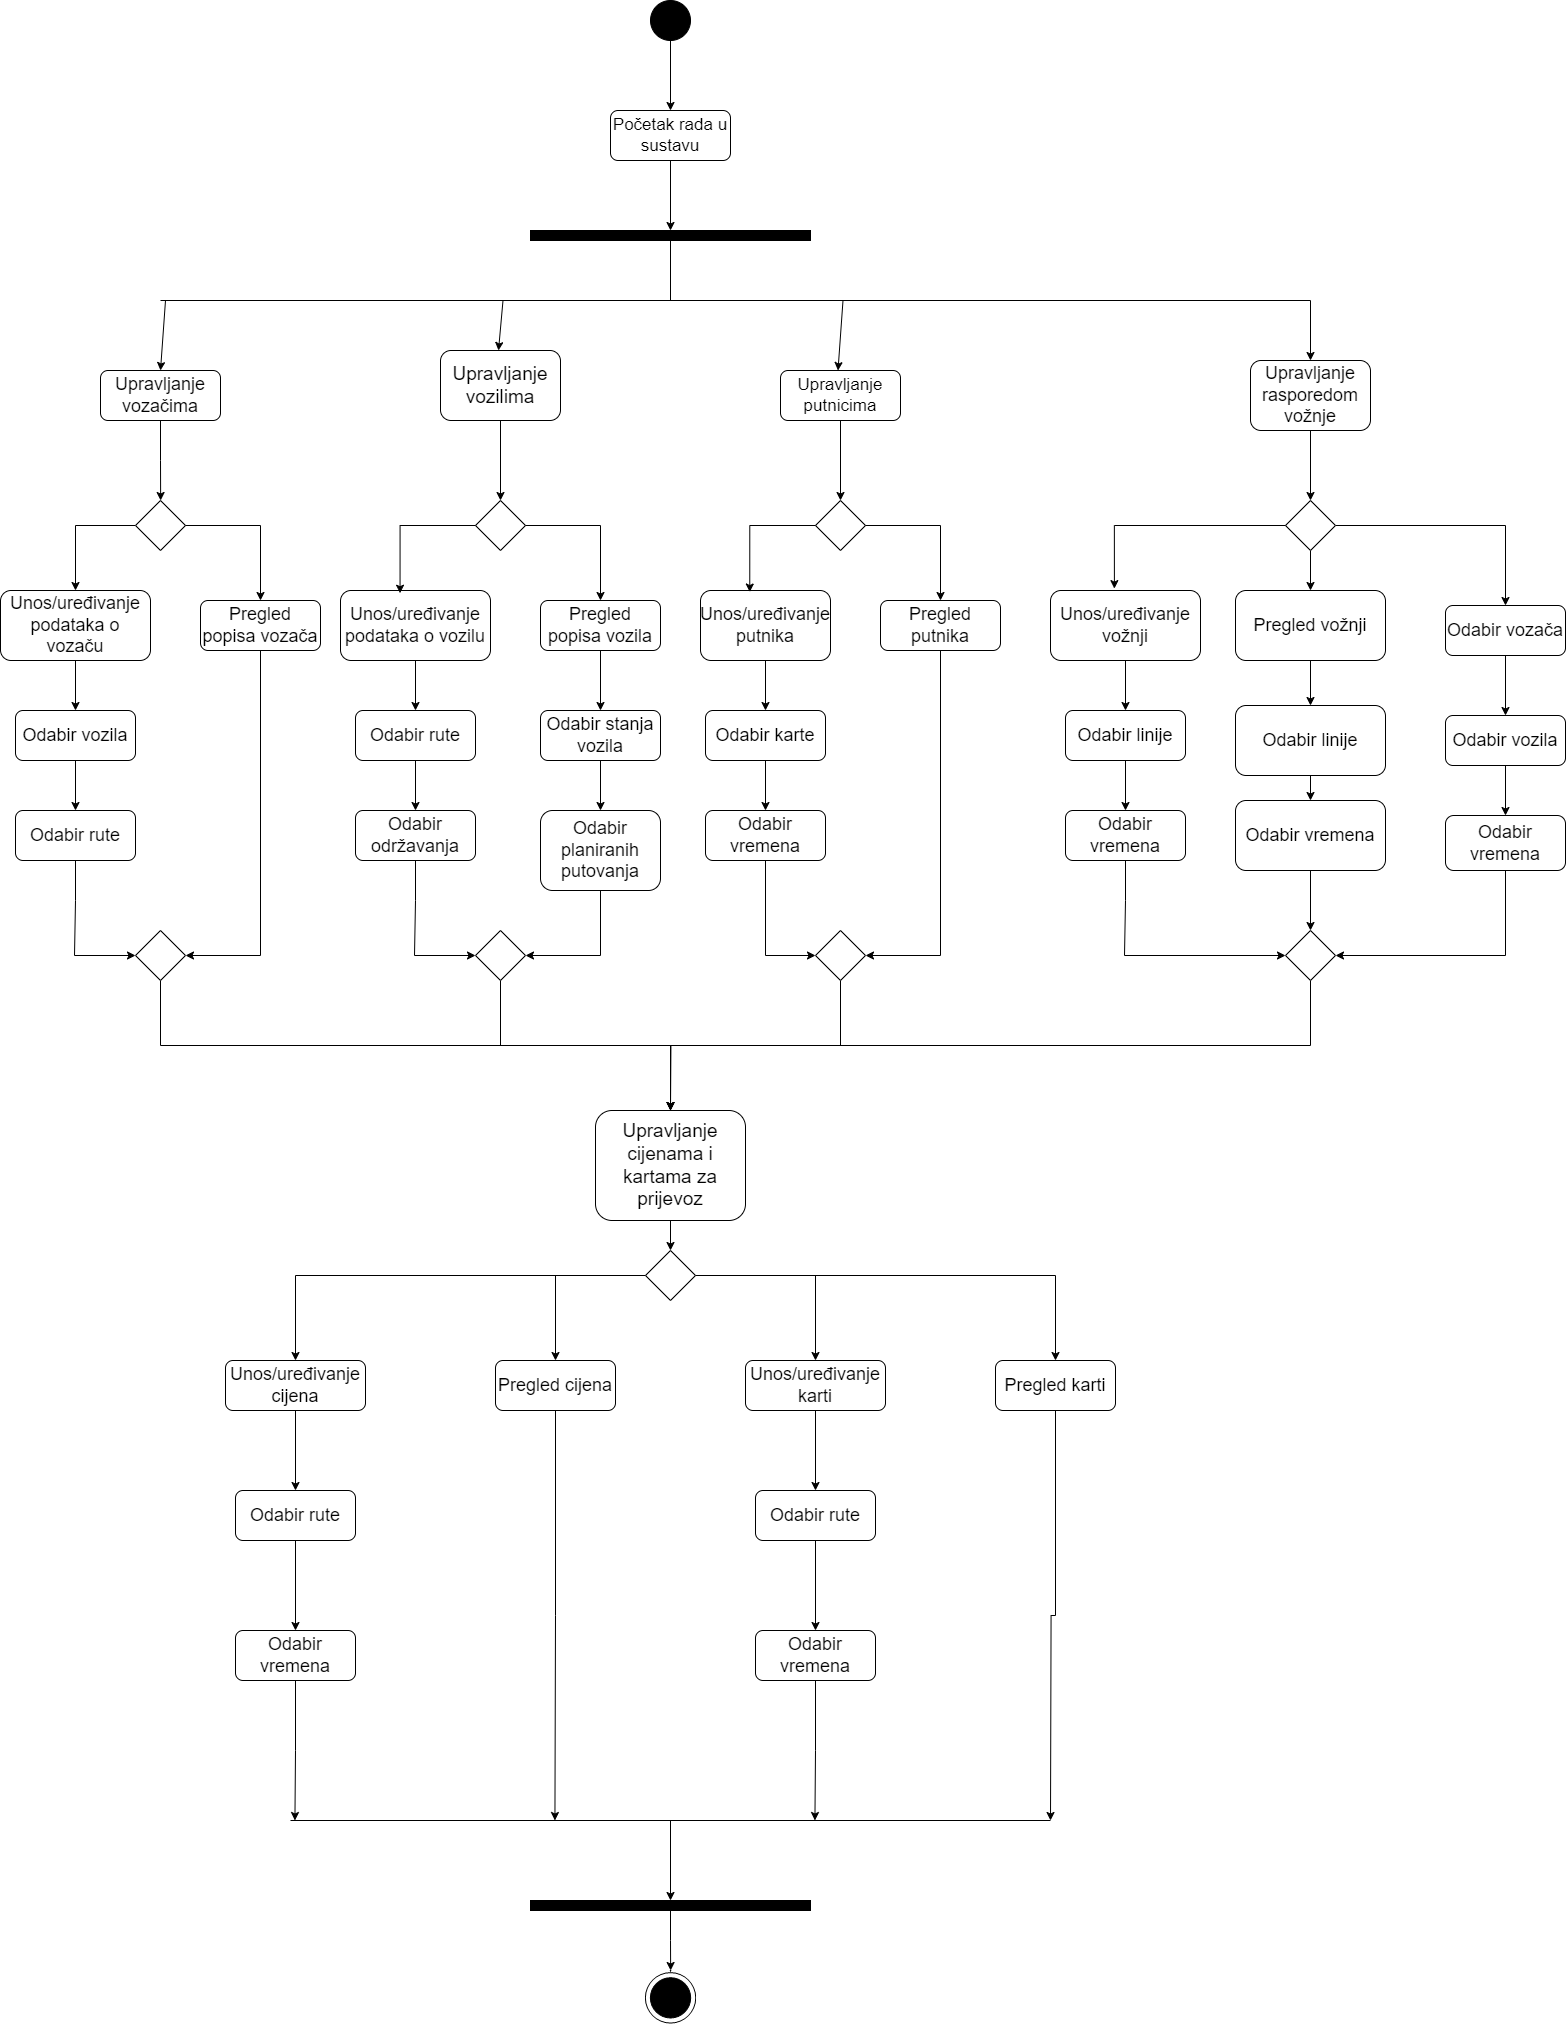 Početak rada u
sustavu
Upravljanje
vozačima
Upravljanje
vozilima
Upravljanje
putnicima
Upravljanje
rasporedom
vožnje
Unos/uređivanje
podataka o
vozaču
Pregled
popisa vozača
Unos/uređivanje
podataka o vozilu
Pregled
popisa vozila
Unos/uređivanje
putnika
Pregled
putnika
Unos/uređivanje
vožnji
Pregled vožnji
Odabir vozača
Odabir vozila
Odabir rute
Odabir stanja
vozila
Odabir karte
Odabir linije
Odabir linije
Odabir vozila
Odabir rute
Odabir
održavanja
Odabir
planiranih
putovanja
Odabir
vremena
Odabir
vremena
Odabir vremena
Odabir
vremena
Upravljanje
cijenama i
kartama za
prijevoz
Unos/uređivanje
cijena
Pregled cijena
Unos/uređivanje
karti
Pregled karti
Odabir rute
Odabir rute
Odabir
vremena
Odabir
vremena